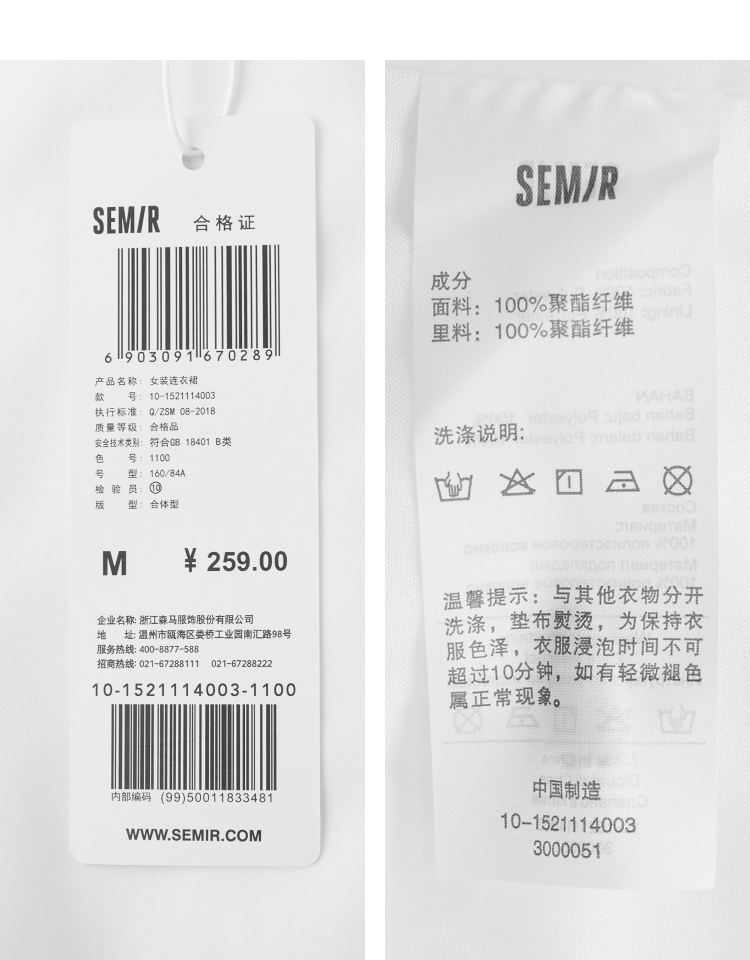 SEMIR 合格证
6 903091 670289
产品名称: 女装连衣裙
款号: 10-1521114003
执行标准: Q/ZSM 08-2018
质量等级: 合格品
安全技术类别: 符合GB 18401 B类
色号: 1100
号型: 160/84A
检验员: ⑩
版型: 合体型
M ¥ 259.00
企业名称: 浙江森马服饰股份有限公司
地址: 温州市瓯海区娄桥工业园南汇路98号
服务热线: 400-8877-588
招商热线: 021-67288111 021-67288222
10-1521114003-1100
内部编码 (99)50011833481
WWW.SEMIR.COM
SEMIR
成分
面料: 100%聚酯纤维
里料: 100%聚酯纤维
洗涤说明:
温馨提示: 与其他衣物分开
洗涤, 垫布熨烫, 为保持衣
服色泽, 衣服浸泡时间不可
超过10分钟, 如有轻微褪色
属正常现象。
中国制造
10-1521114003
3000051